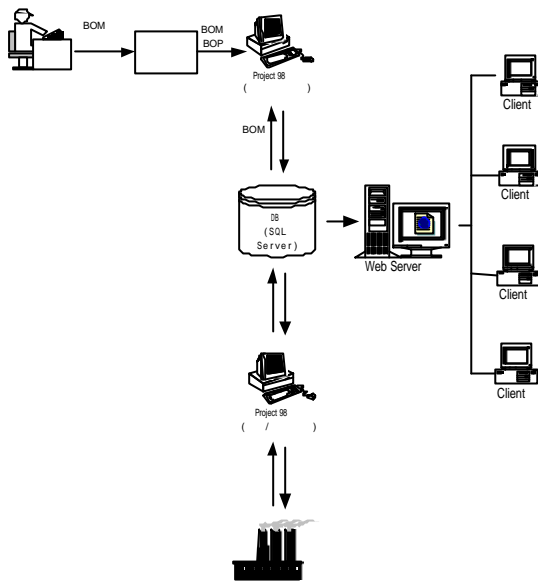 BOM
BOM
BOP
Project 98
( )
BOM
DB
(SQL
Server)
Web Server
Client
Client
Client
Client
Project 98
( / )